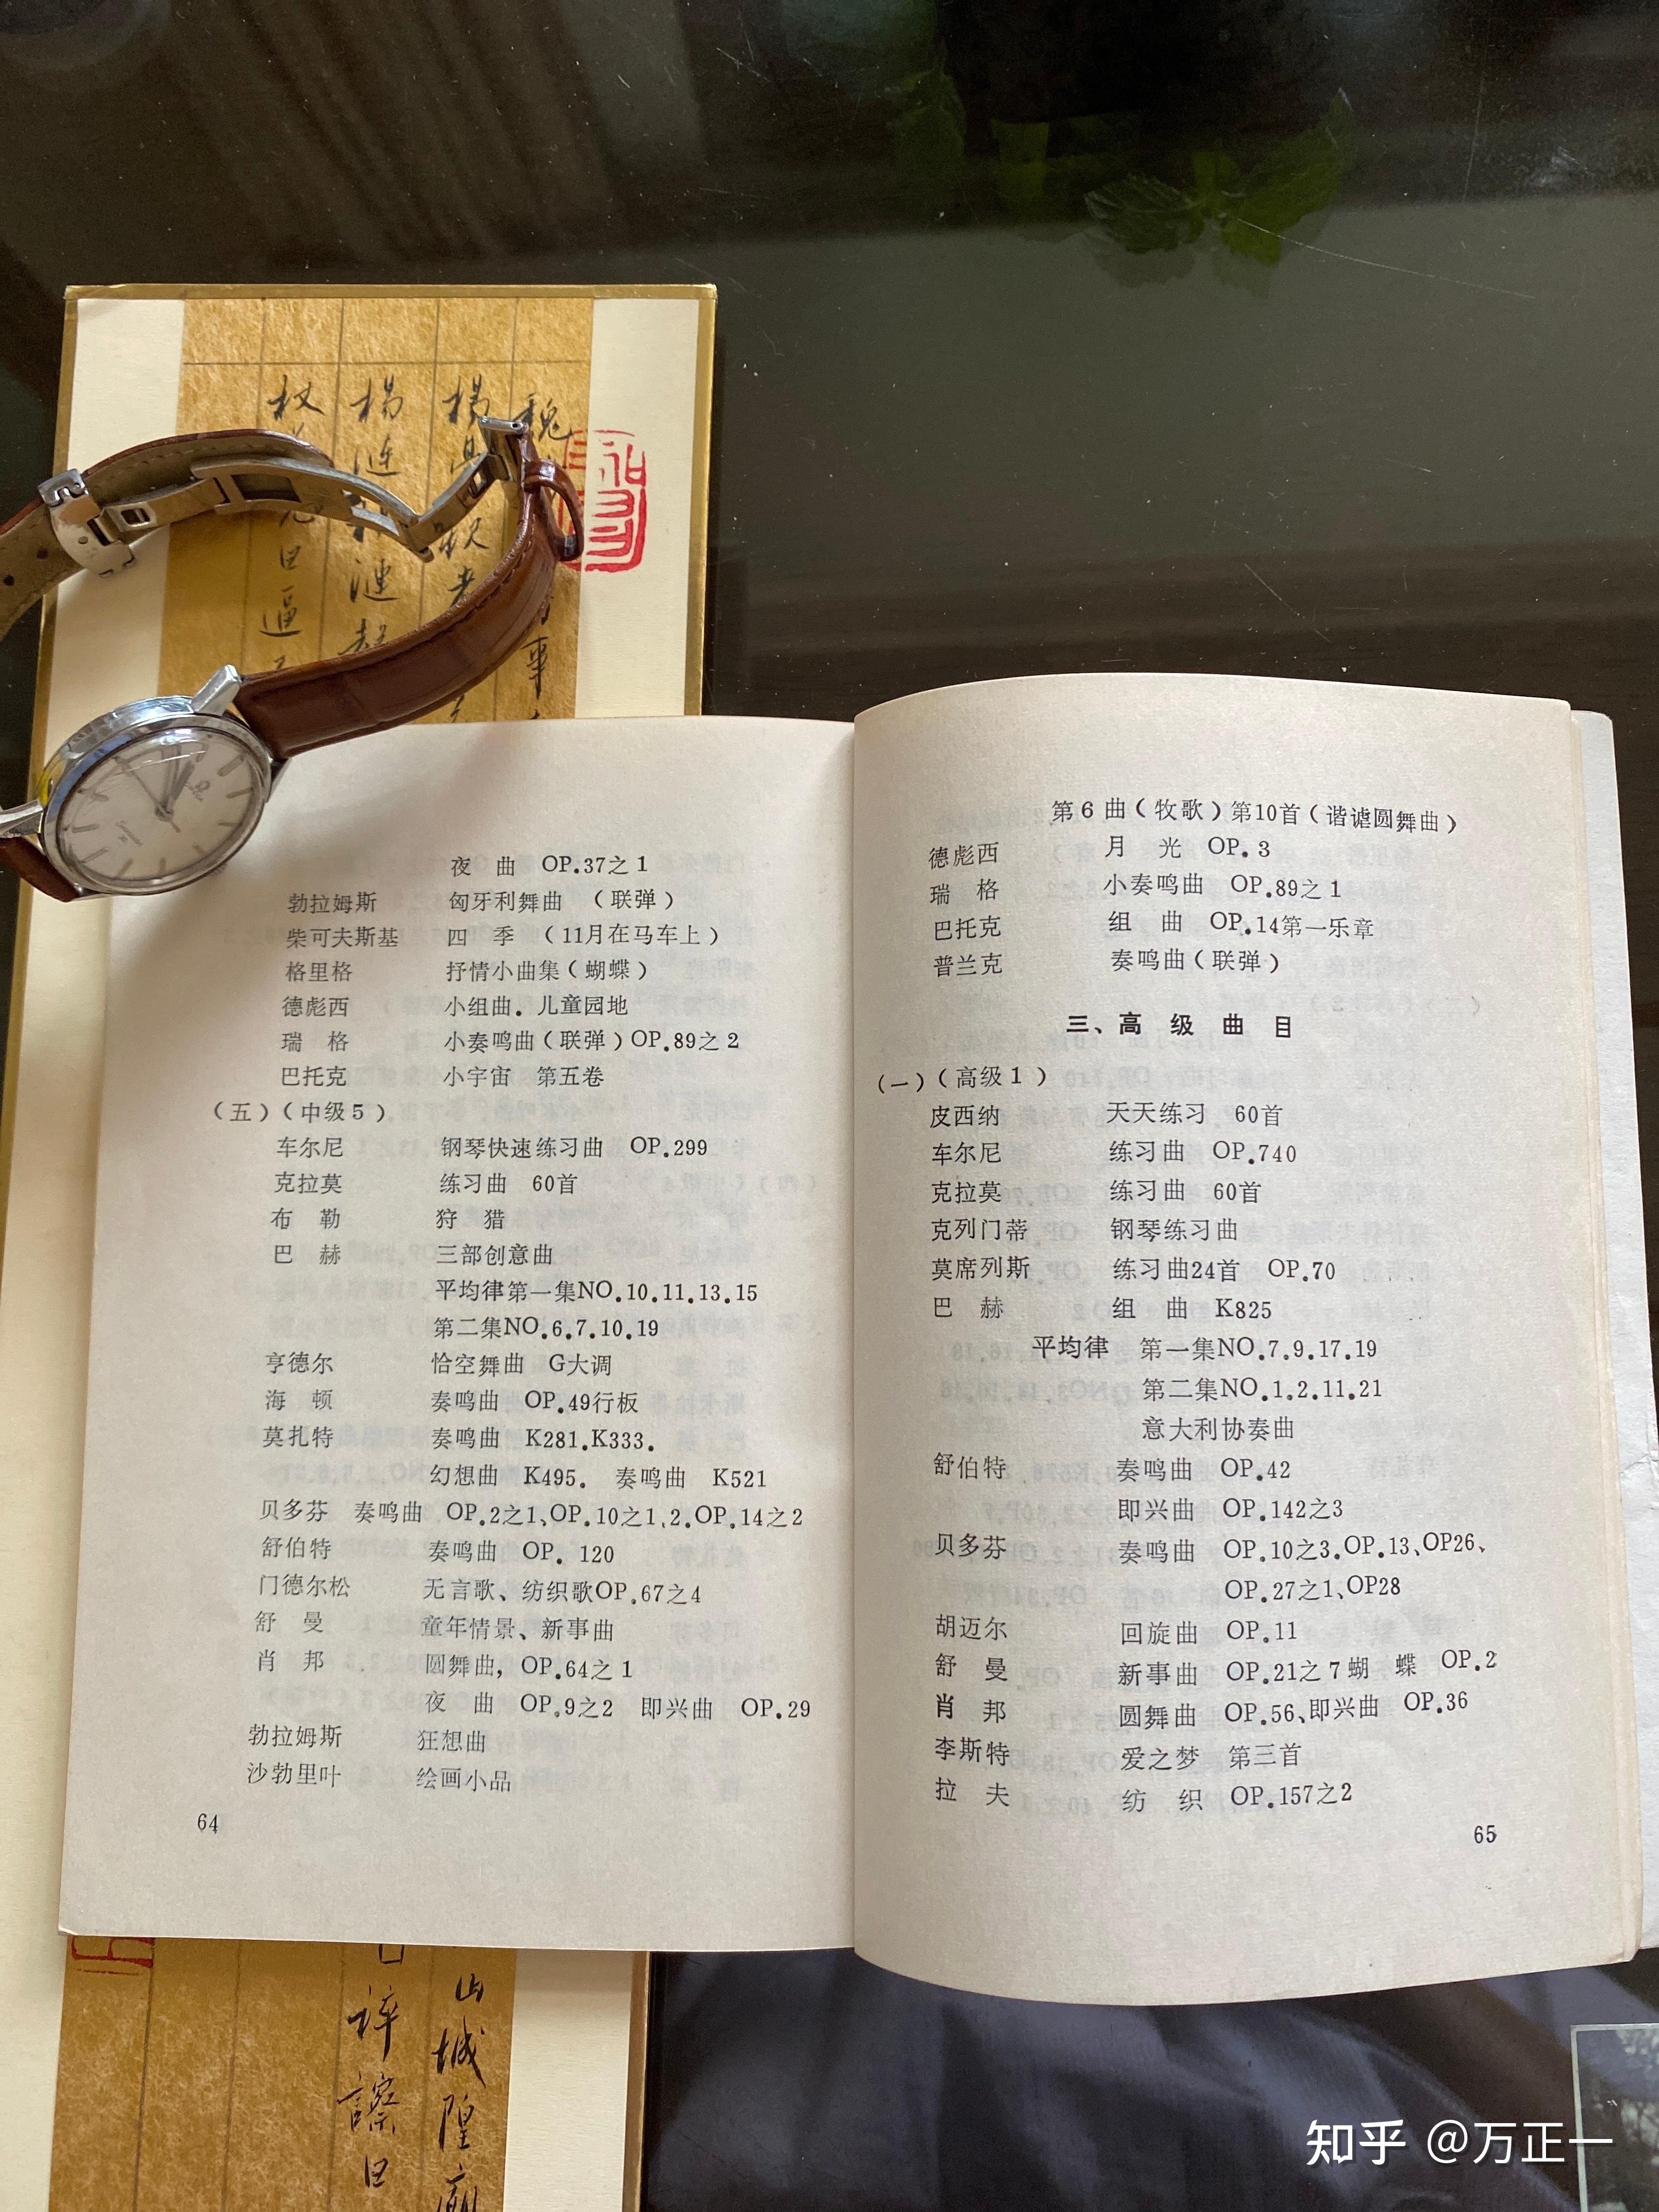 夜 曲 OP.37之1
勃拉姆斯 匈牙利舞曲 （联弹）
柴可夫斯基 四 季 （11月在马车上）
格里格 抒情小曲集（蝴蝶）
德彪西 小组曲. 儿童园地
瑞 格 小奏鸣曲（联弹）OP.89之2
巴托克 小宇宙 第五卷
（五）（中级5）
车尔尼 钢琴快速练习曲 OP.299
克拉莫 练习曲 60首
布 勒 狩 猎
巴 赫 三部创意曲
平均律第一集NO.10.11.13.15
第二集NO.6.7.10.19
亨德尔 恰空舞曲 G大调
海 顿 奏鸣曲 OP.49行板
莫扎特 奏鸣曲 K281.K333.
幻想曲 K495. 奏鸣曲 K521
贝多芬 奏鸣曲 OP.2之1、OP.10之1、2.OP.14之2
舒伯特 奏鸣曲 OP. 120
门德尔松 无言歌、纺织歌OP.67之4
舒 曼 童年情景、新事曲
肖 邦 圆舞曲，OP.64之1
夜 曲 OP.9之2 即兴曲 OP.29
勃拉姆斯 狂想曲
沙勃里叶 绘画小品
64
第6曲（牧歌）第10首（谐谑圆舞曲）
德彪西 月 光 OP.3
瑞 格 小奏鸣曲 OP.89之1
巴托克 组 曲 OP.14第一乐章
普兰克 奏鸣曲（联弹）
三、高 级 曲 目
（一）（高级1）
皮西纳 天天练习 60首
车尔尼 练习曲 OP.740
克拉莫 练习曲 60首
克列门蒂 钢琴练习曲
莫席列斯 练习曲24首 OP.70
巴 赫 组 曲 K825
平均律 第一集NO.7.9.17.19
第二集NO.1.2.11.21
意大利协奏曲
舒伯特 奏鸣曲 OP.42
即兴曲 OP.142之3
贝多芬 奏鸣曲 OP.10之3.OP.13、OP26、
OP.27之1、OP28
胡迈尔 回旋曲 OP.11
舒 曼 新事曲 OP.21之7蝴 蝶 OP.2
肖 邦 圆舞曲 OP.56、即兴曲 OP.36
李斯特 爱之梦 第三首
拉 夫 纺 织 OP.157之2
65
山城隍廟
谇謗曰
知乎 @万正一